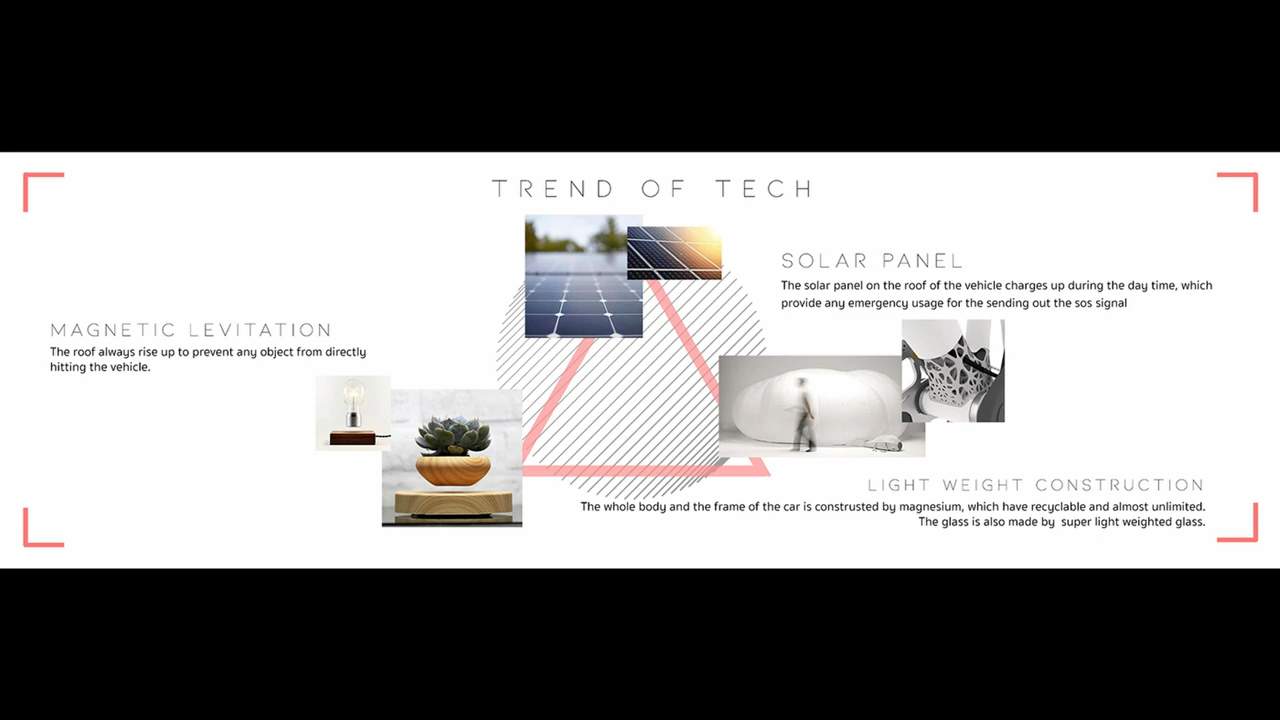 TREND OF TECH
SOLAR PANEL
The solar panel on the roof of the vehicle charges up during the day time, which
provide any emergency usage for the sending out the sos signal
MAGNETIC LEVITATION
The roof always rise up to prevent any object from directly
hitting the vehicle.
LIGHT WEIGHT CONSTRUCTION
The whole body and the frame of the car is construsted by magnesium, which have recyclable and almost unlimited.
The glass is also made by super light weighted glass.